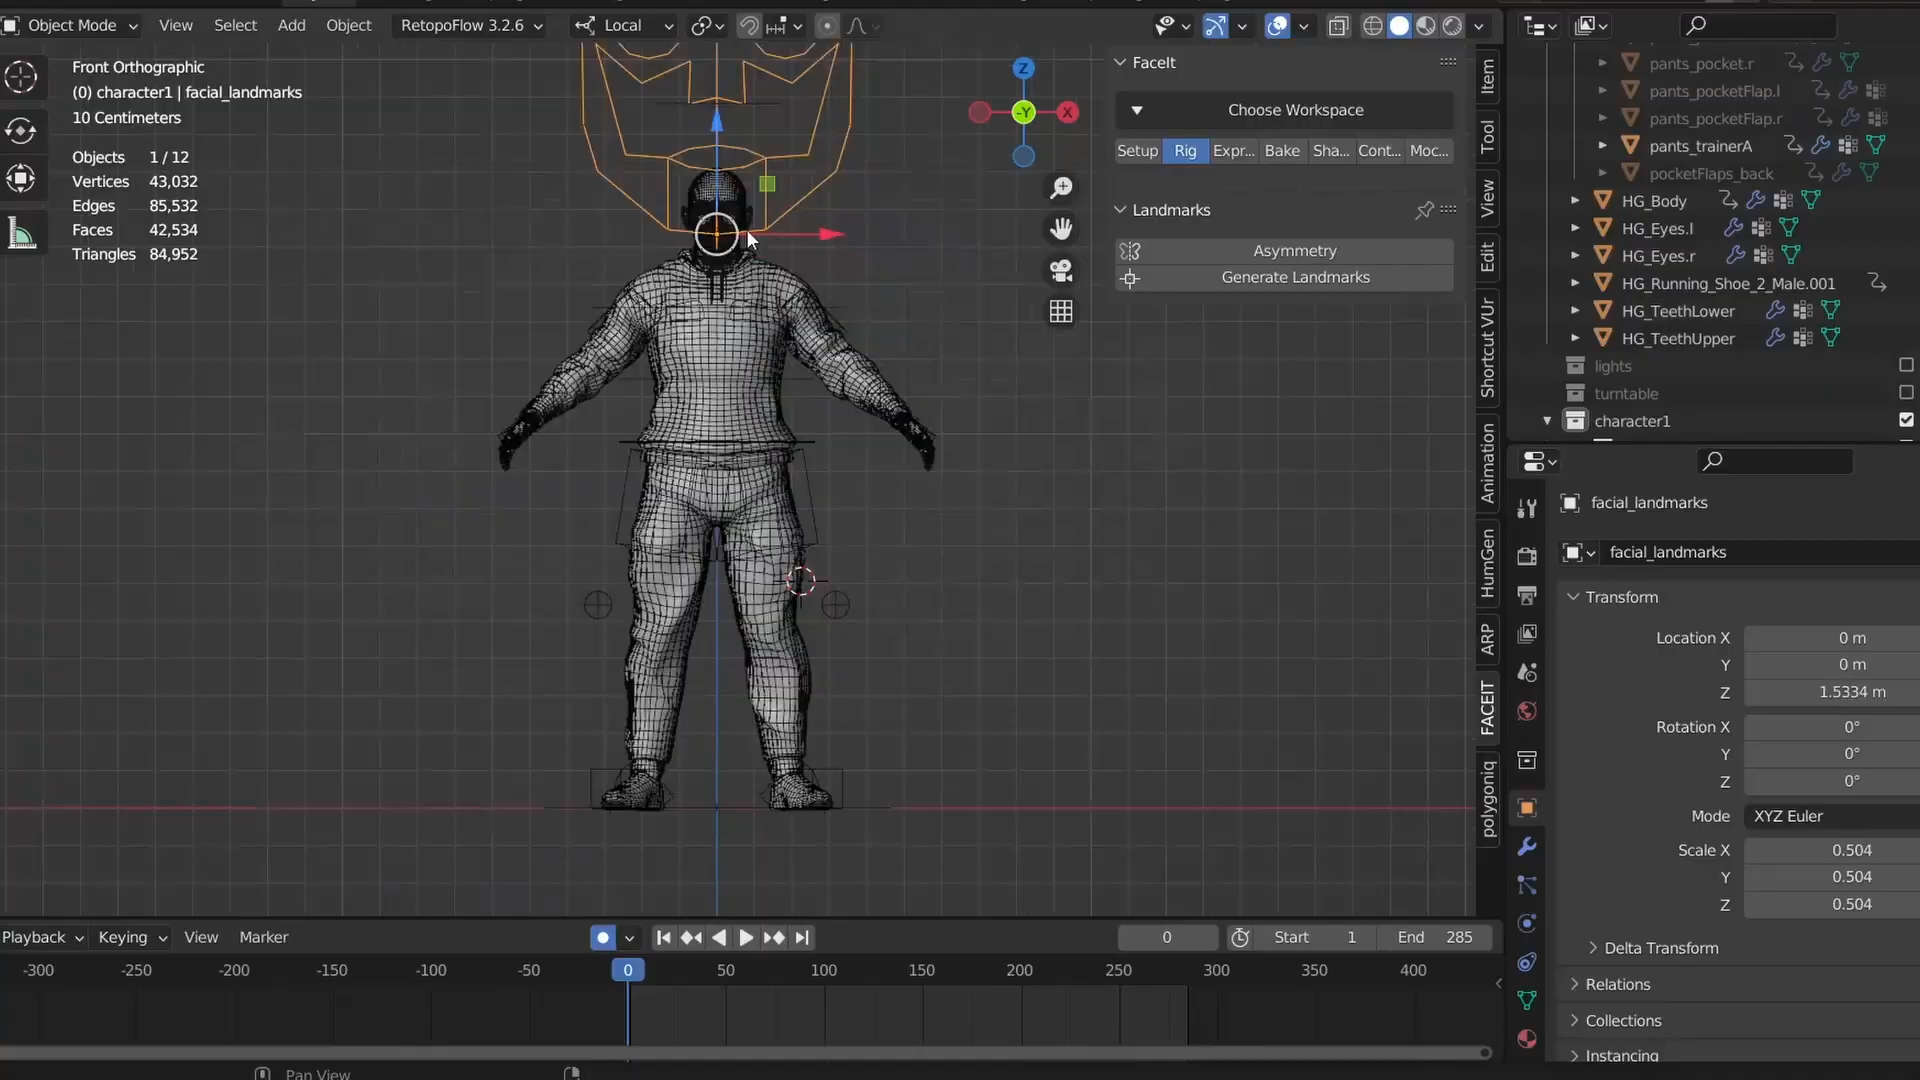 Object Mode View Select Add Object RetopoFlow 3.2.6 Local
Front Orthographic
(0) character1 | facial_landmarks
10 Centimeters
Objects 1 / 12
Vertices 43,032
Edges 85,532
Faces 42,534
Triangles 84,952
Z
-Y
X
FaceIt
Choose Workspace
Setup Rig Expr... Bake Sha... Cont... Moc...
Landmarks
Asymmetry
Generate Landmarks
Item
Tool
View
Edit
Shortcut VUr
Animation
HumGen
ARP
FACEIT
polygoniq
pants_pocket.r
pants_pocketFlap.l
pants_pocketFlap.r
pants_trainerA
pocketFlaps_back
HG_Body
HG_Eyes.l
HG_Eyes.r
HG_Running_Shoe_2_Male.001
HG_TeethLower
HG_TeethUpper
lights
turntable
character1
facial_landmarks
facial_landmarks
Transform
Location X 0 m
Y 0 m
Z 1.5334 m
Rotation X 0°
Y 0°
Z 0°
Mode XYZ Euler
Scale X 0.504
Y 0.504
Z 0.504
Delta Transform
Relations
Collections
Instancing
Playback Keying View Marker 0 Start 1 End 285
-300 -250 -200 -150 -100 -50 0 50 100 150 200 250 300 350 400
Pan View